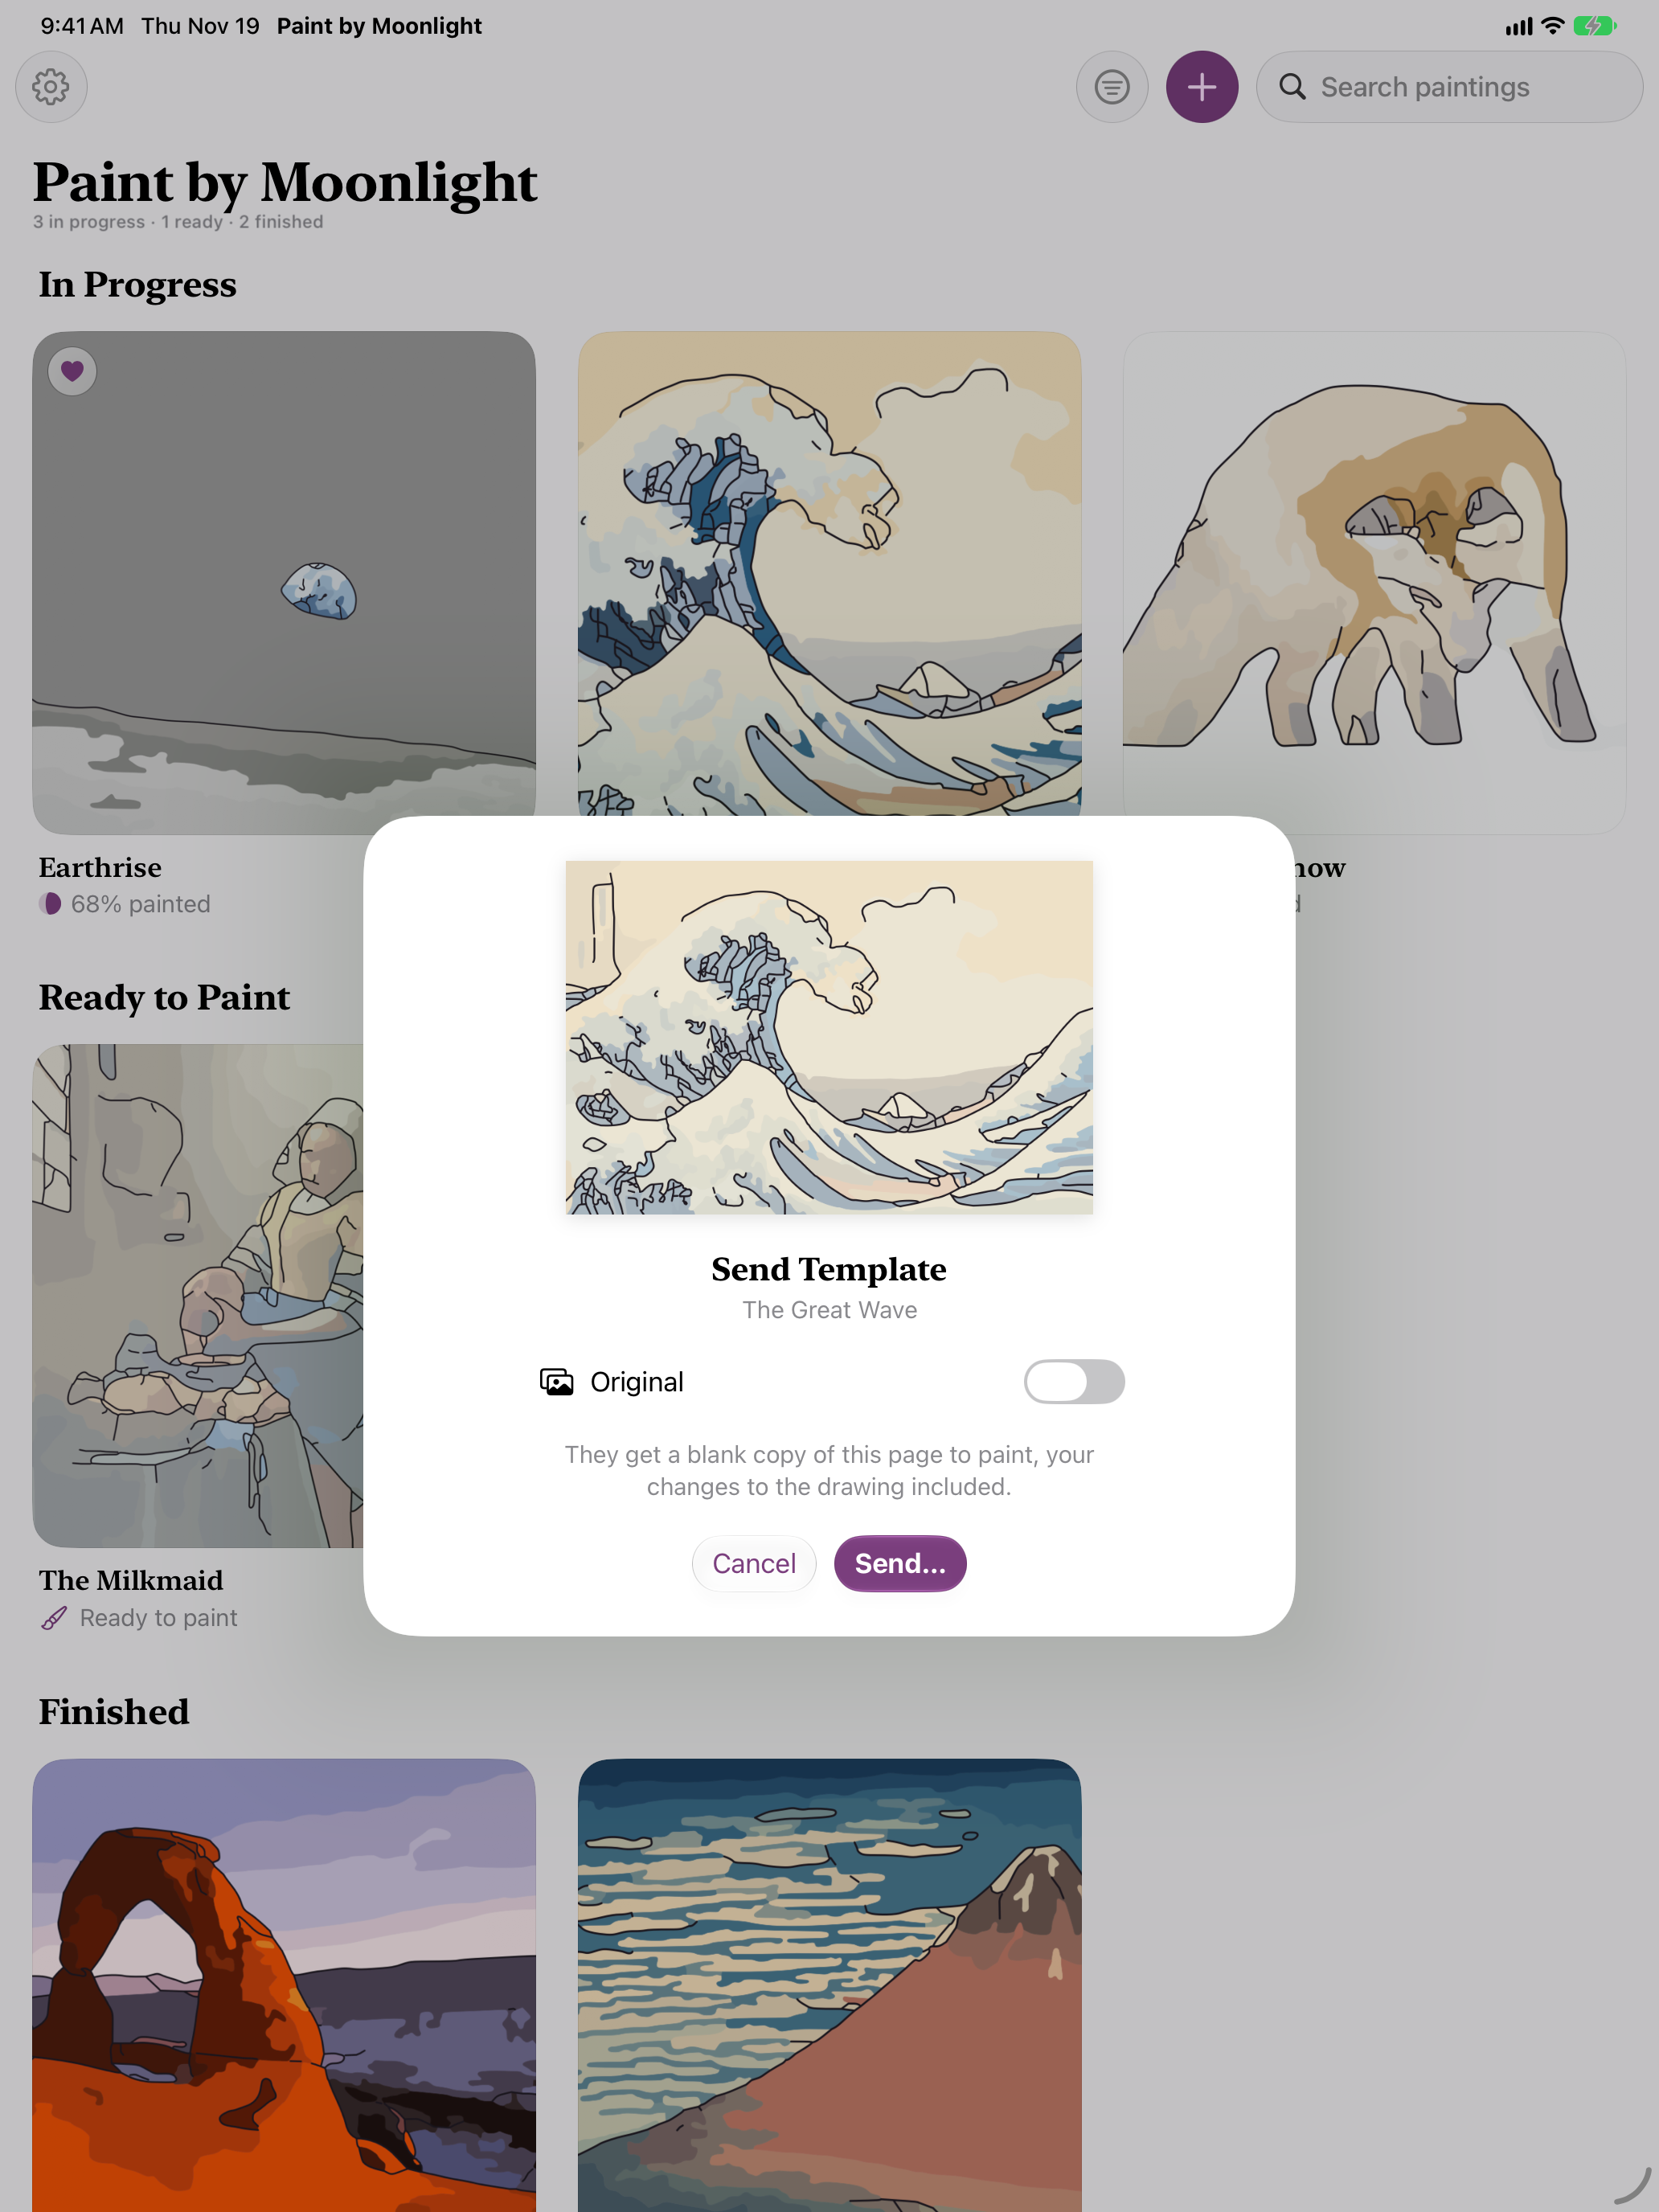 9:41 AM Thu Nov 19 Paint by Moonlight
Search paintings
Paint by Moonlight
3 in progress · 1 ready · 2 finished
In Progress
Earthrise
68% painted
Ready to Paint
Send Template
The Great Wave
Original
They get a blank copy of this page to paint, your
changes to the drawing included.
Cancel
Send...
The Milkmaid
Ready to paint
Finished